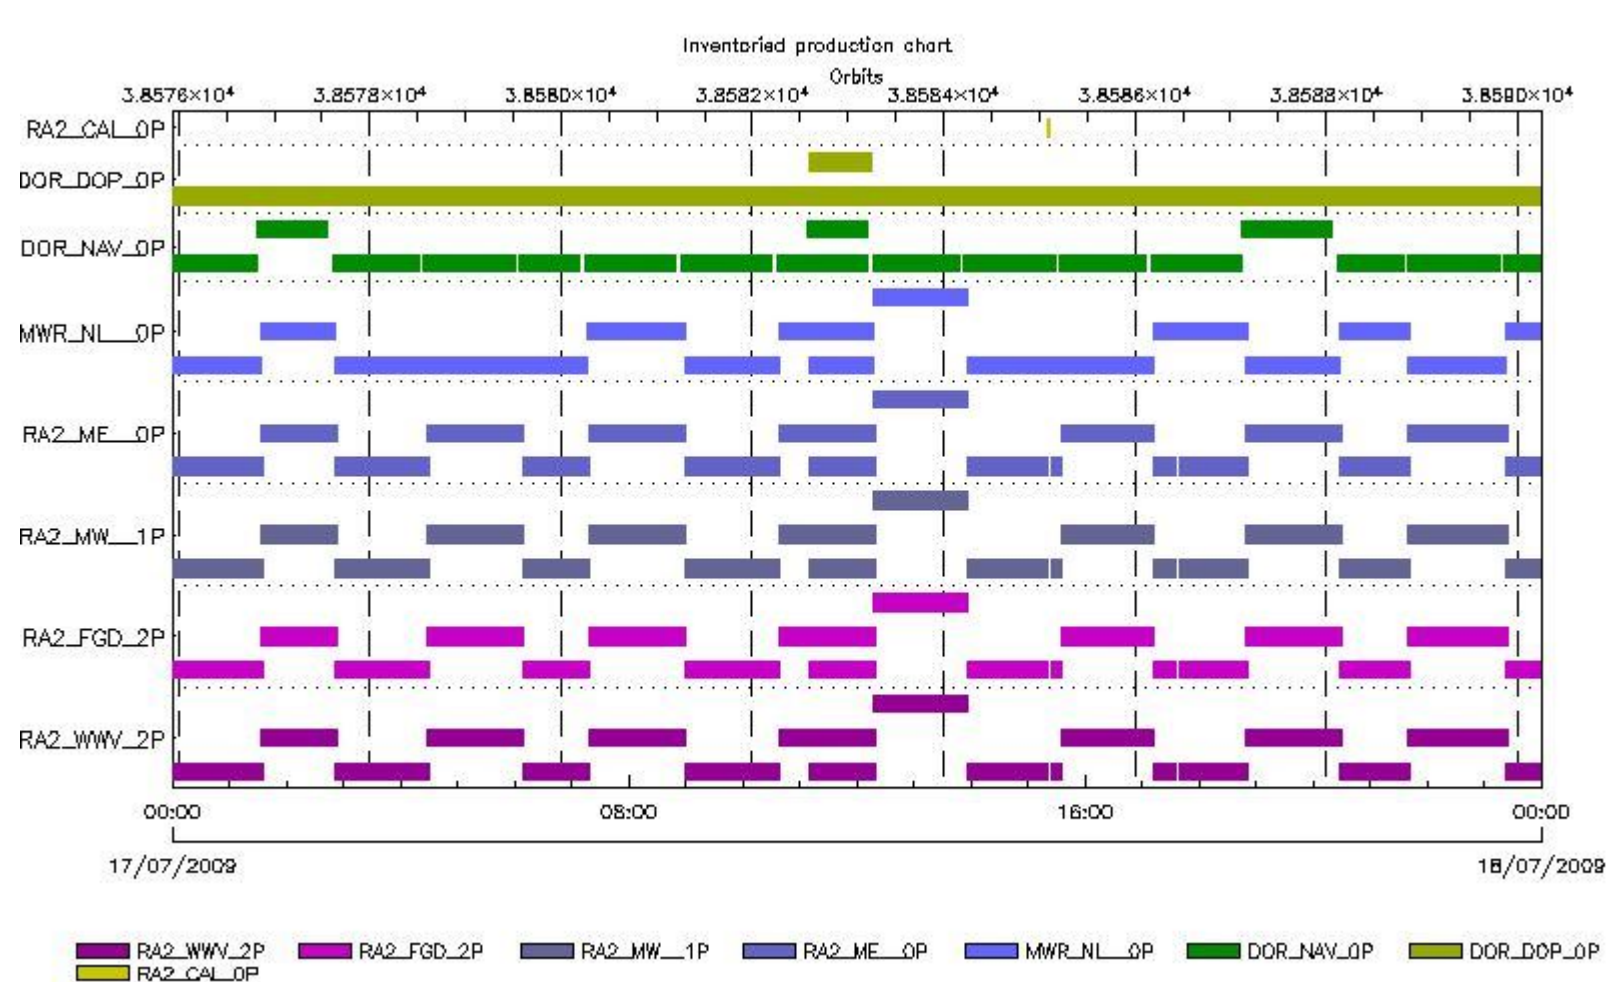 Inventoried production chart
Orbits
3.8576×10⁴ 3.8578×10⁴ 3.8580×10⁴ 3.8582×10⁴ 3.8584×10⁴ 3.8586×10⁴ 3.8588×10⁴ 3.8590×10⁴
RA2_CAL_0P
DOR_DOP_0P
DOR_NAV_0P
MWR_NL__0P
RA2_ME__0P
RA2_MW__1P
RA2_FGD_2P
RA2_WWV_2P
00:00 08:00 16:00 00:00
17/07/2009 18/07/2009
RA2_WWV_2P RA2_FGD_2P RA2_MW__1P RA2_ME__0P MWR_NL__0P DOR_NAV_0P DOR_DOP_0P
RA2_CAL_0P